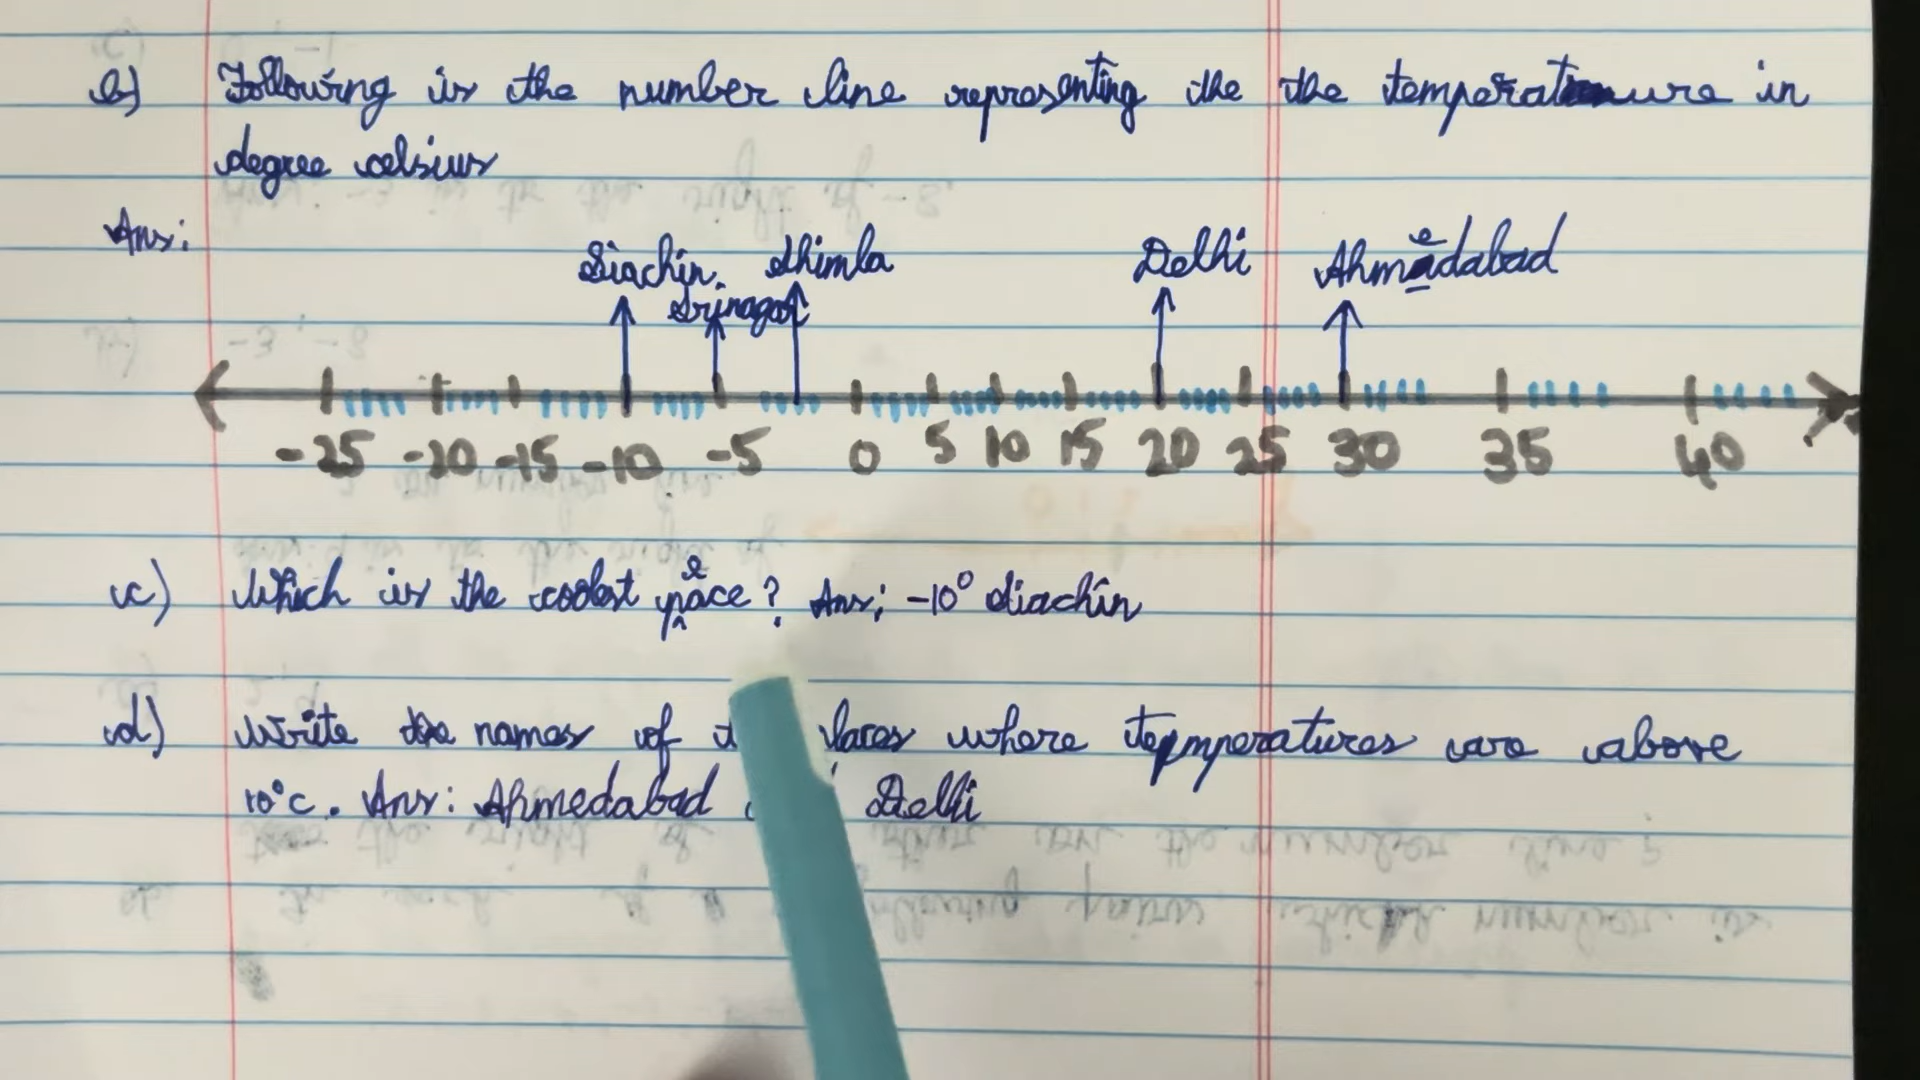 b) Following is the number line representing the the temperature in
degree celsius
Ans:
Siachin Shimla Delhi Ahmedabad
Srinagar
-25 -20 -15 -10 -5 0 5 10 15 20 25 30 35 40
c) Which is the coolest place? Ans: -10° Siachin
d) Write the names of laces where tepmperatures are above
10°c. Ans: Ahmedabad Delhi